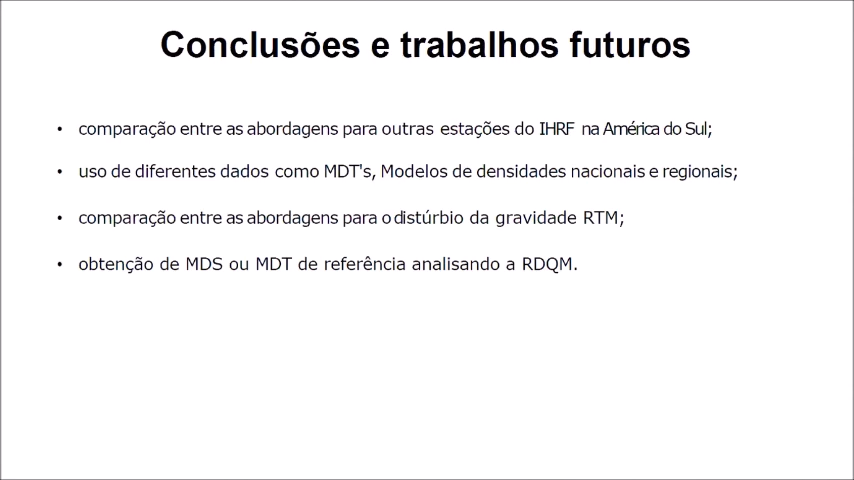 Conclusões e trabalhos futuros
• comparação entre as abordagens para outras estações do IHRF na América do Sul;
• uso de diferentes dados como MDT's, Modelos de densidades nacionais e regionais;
• comparação entre as abordagens para o distúrbio da gravidade RTM;
• obtenção de MDS ou MDT de referência analisando a RDQM.